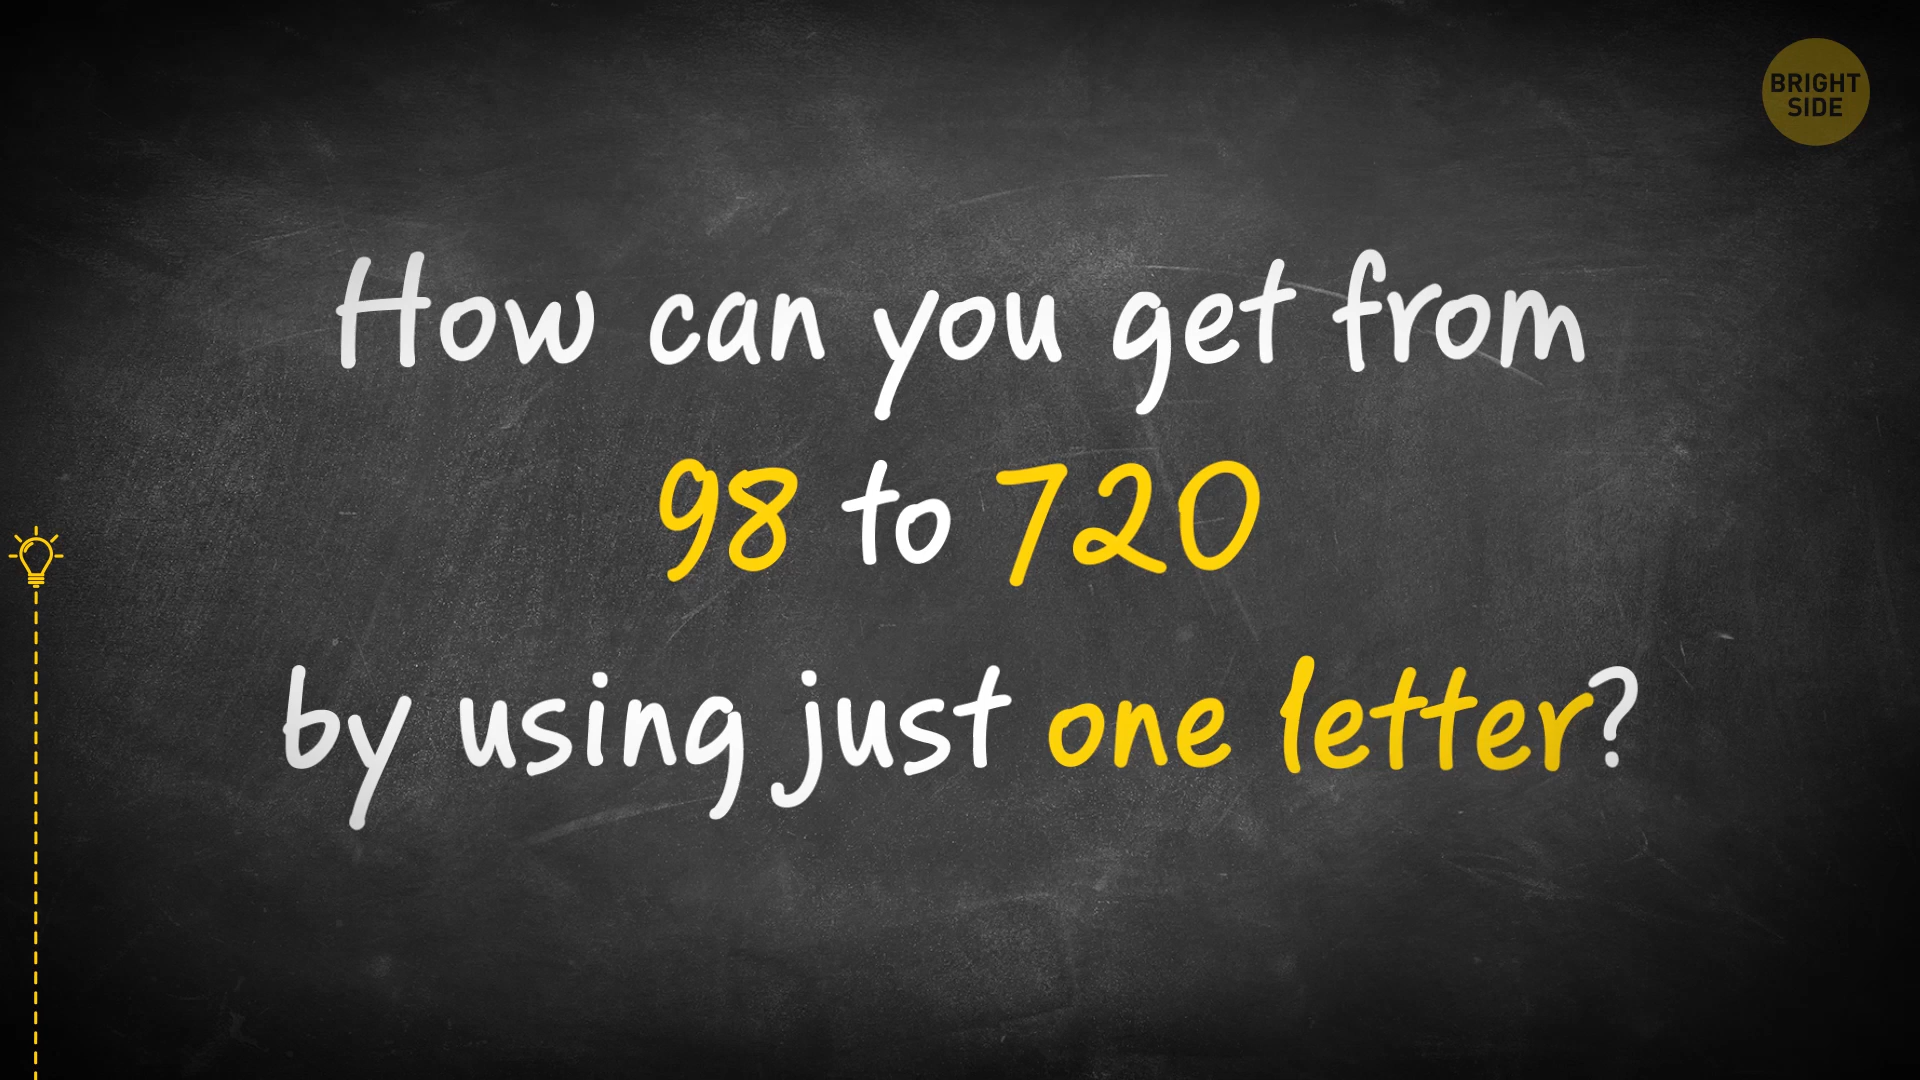 BRIGHT
SIDE
How can you get from
98 to 720
by using just one letter?